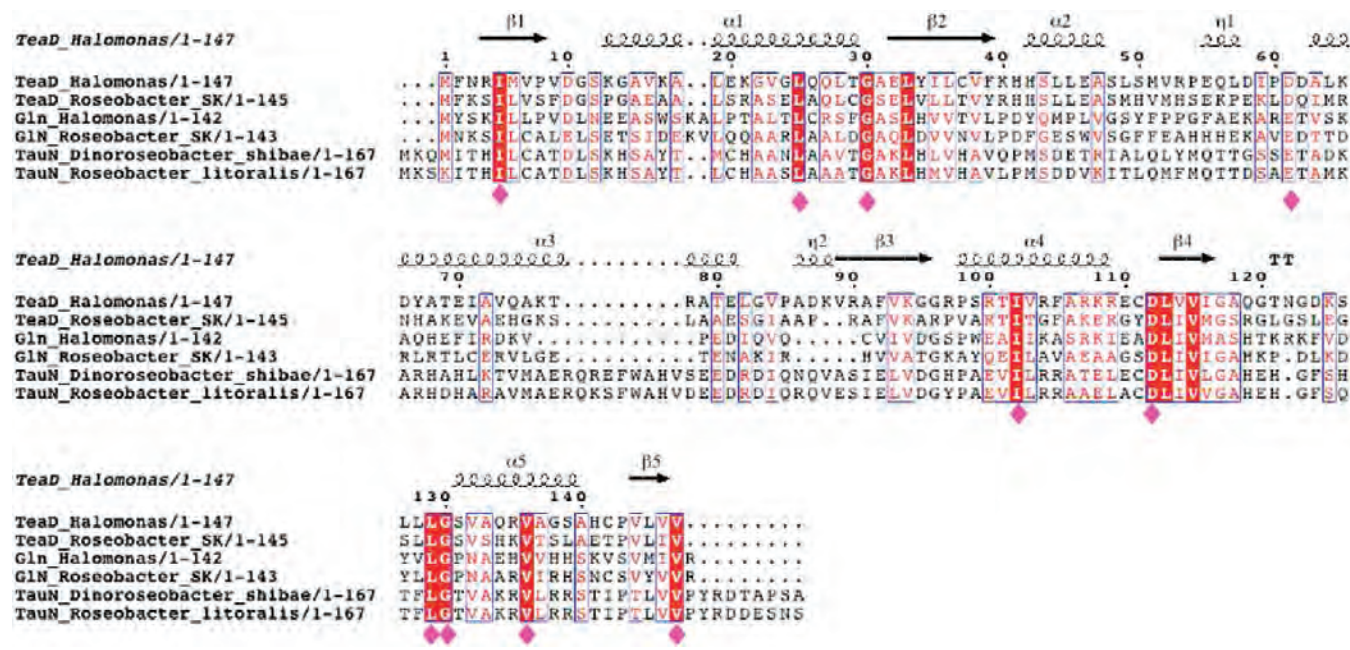 β1 α1 β2 α2 η1
TeaD_Halomonas/1-147
1 10 20 30 40 50 60
TeaD_Halomonas/1-147 ...MFNRIMVPVDGSKGAVKA..LEKGVGLQQLTGAELYILCVFKHHSLLEASLSMVRPEQLDIPDDALK
TeaD_Roseobacter_SK/1-145 ...MFKSILVSFDGSPGAEAA..LSRASELAQLCGSELVLLTVYRHHSLLEASMHVMHSEKPEKLDQIMR
Gln_Halomonas/1-142 ...MYSKILLPVDLNEEASWSKALPTALTLCRSFGASLHVVTVLPDYQMPLVGSYFPPGFAEKARETVSK
GlN_Roseobacter_SK/1-143 ...MNKSILCALELSETSIDEKVLQQAARLAALDGAQLDVVNVLPDFGESWVSGFFEAHHHEKAVEDTTD
TauN_Dinoroseobacter_shibae/1-167 MKQMITHILCATDLSKHSAYT..MCHAANLAAVTGAKLHLVHAVQPMSDETRIALQLYMQTTGSSETADK
TauN_Roseobacter_litoralis/1-167 MKSKITHILCATDLSKHSAYT..LCHAASLAAATGAKLHMVHAVLPMSDDVKITLQMFMQTTDSAETAMK
α3 η2 β3 α4 β4
TeaD_Halomonas/1-147 TT
70 80 90 100 110 120
TeaD_Halomonas/1-147 DYATEIAVQAKT.........RATELGVPADKVRAFVKGGRPSRTIVRFARKRECDLVVIGAQGTNGDKS
TeaD_Roseobacter_SK/1-145 NHAKEVAEHGKS.........LAAESGIAAF..RAFVKARPVARTITGFAKEKGYDLIVMGSRGLGSLEG
Gln_Halomonas/1-142 AQHEFIRDKV...........PEDIQVQ.....CVIVDGSPWEAIIKASRKIEADLIVMASHTKRKFVD
GlN_Roseobacter_SK/1-143 RLRTLCERVLGE.........TENAKIR.....HVVATGKAYQEILAVAEAAGSDLIVIGAHKP.DLKD
TauN_Dinoroseobacter_shibae/1-167 ARHAHLKTVMAERQREFWAHVSEEDRDIQNQVASIELVDGHPAEVILRRATELECDLIVLGAHEH.GFSH
TauN_Roseobacter_litoralis/1-167 ARHDHARAVMAERQKSFWAHVDEEDRDIQRQVESIELVDGYPAEVILRRAAELACDLIVVGAHEH.GFSQ
α5 β5
TeaD_Halomonas/1-147
130 140
TeaD_Halomonas/1-147 LLLGSVAQRVAGSAHCPVLVV.........
TeaD_Roseobacter_SK/1-145 SLLGSVSHKVTSLAETPVLIV.........
Gln_Halomonas/1-142 YVLGPNAEHVVHHSKVSVMIVR........
GlN_Roseobacter_SK/1-143 YLLGPNAARVIRHSNCSVYVVR........
TauN_Dinoroseobacter_shibae/1-167 TFLGTVAKRVLRRSTIPTLVVPYRDTAPSA
TauN_Roseobacter_litoralis/1-167 TFLGTVAKRVLRRSTIPTLVVPYRDDSENS